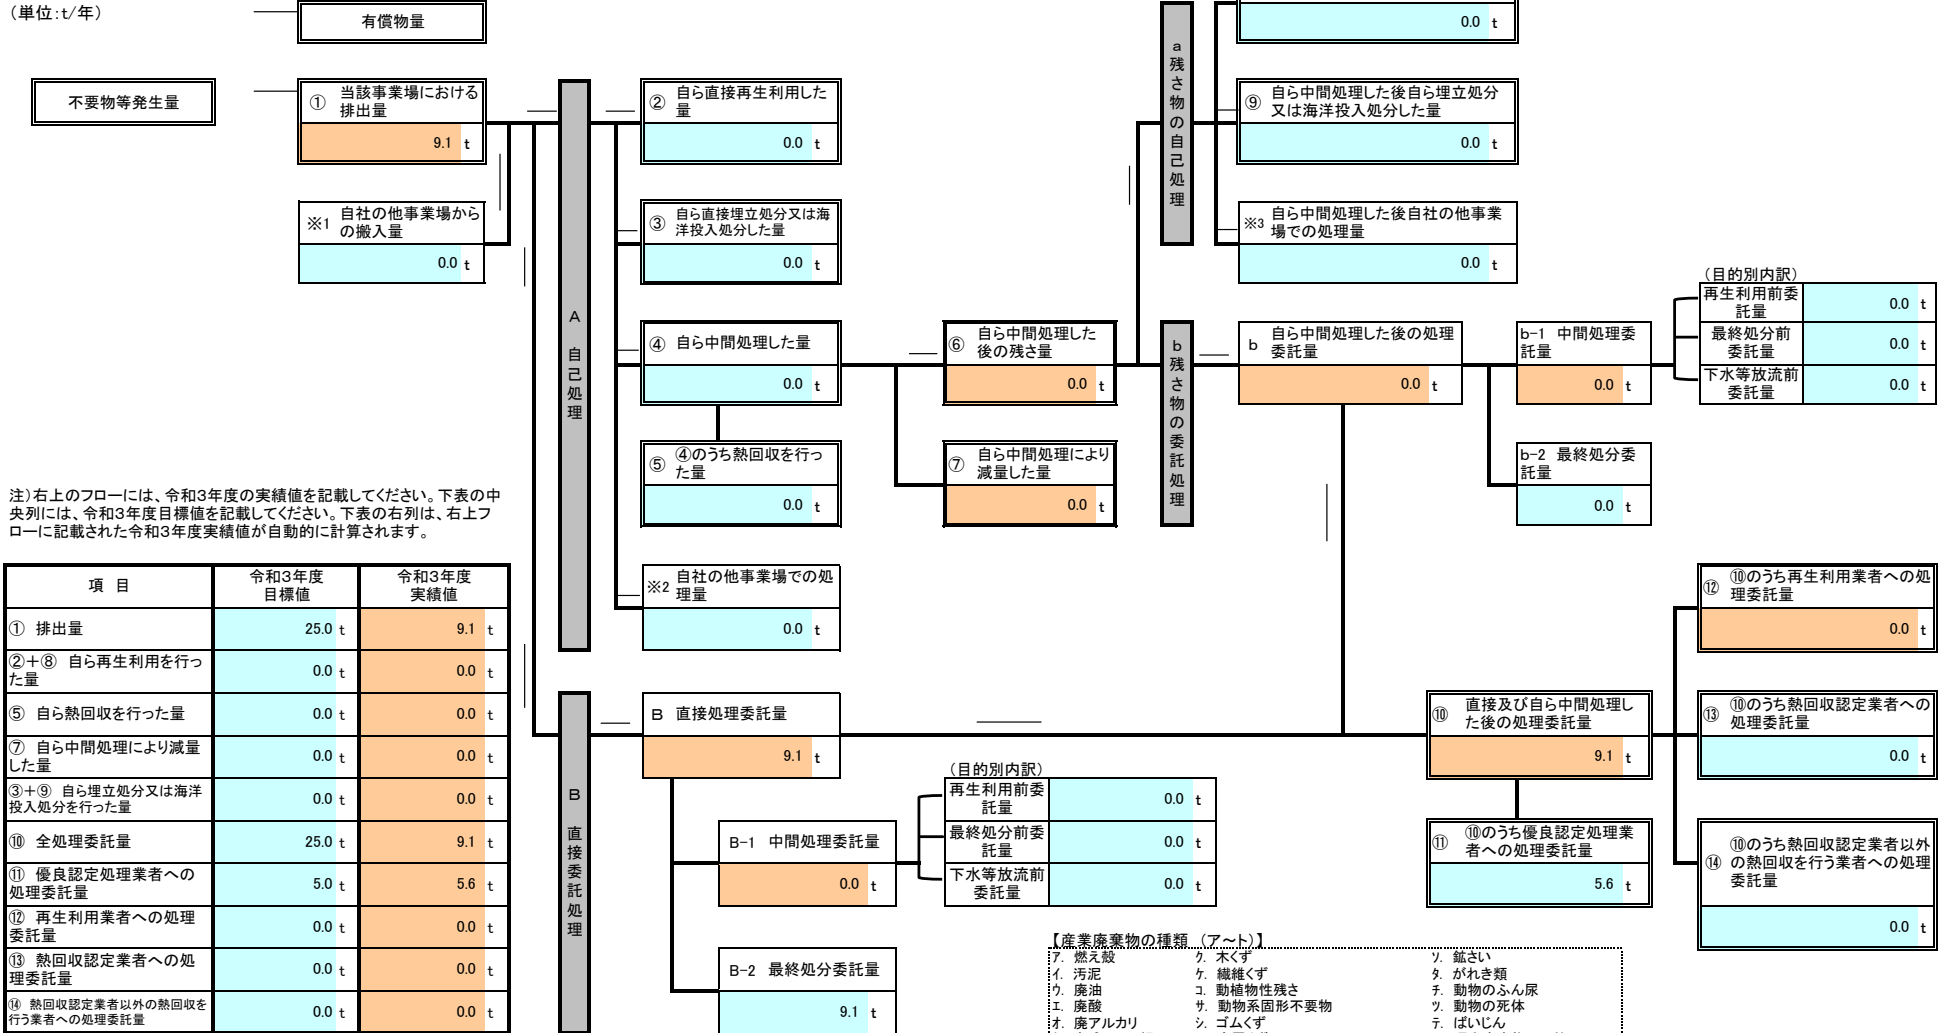 （単位：t/年）
有償物量
0.0 t
不要物等発生量
① 当該事業場における
排出量
9.1 t
※1 自社の他事業場から
の搬入量
0.0 t
A 自己処理
② 自ら直接再生利用した
量
0.0 t
③ 自ら直接埋立処分又は海
洋投入処分した量
0.0 t
④ 自ら中間処理した量
0.0 t
⑤ ④のうち熱回収を行っ
た量
0.0 t
※2 自社の他事業場での処
理量
0.0 t
⑥ 自ら中間処理した
後の残さ量
0.0 t
⑦ 自ら中間処理により
減量した量
0.0 t
a 残さ物の自己処理
⑨ 自ら中間処理した後自ら埋立処分
又は海洋投入処分した量
0.0 t
※3 自ら中間処理した後自社の他事業
場での処理量
0.0 t
b 残さ物の委託処理
b 自ら中間処理した後の処理
委託量
0.0 t
b-1 中間処理委
託量
0.0 t
b-2 最終処分委
託量
0.0 t
（目的別内訳）
再生利用前委
託量
0.0 t
最終処分前
委託量
0.0 t
下水等放流前
委託量
0.0 t
注）右上のフローには、令和3年度の実績値を記載してください。下表の中
央列には、令和3年度目標値を記載してください。下表の右列は、右上フ
ローに記載された令和3年度実績値が自動的に計算されます。
項 目 令和3年度 令和3年度
目標値 実績値
① 排出量 25.0 t 9.1 t
②＋⑧ 自ら再生利用を行っ
た量 0.0 t 0.0 t
⑤ 自ら熱回収を行った量 0.0 t 0.0 t
⑦ 自ら中間処理により減量
した量 0.0 t 0.0 t
③＋⑨ 自ら埋立処分又は海洋
投入処分を行った量 0.0 t 0.0 t
⑩ 全処理委託量 25.0 t 9.1 t
⑪ 優良認定処理業者への
処理委託量 5.0 t 5.6 t
⑫ 再生利用業者への処理
委託量 0.0 t 0.0 t
⑬ 熱回収認定業者への処
理委託量 0.0 t 0.0 t
⑭ 熱回収認定業者以外の熱回収を
行う業者への処理委託量 0.0 t 0.0 t
B 直接委託処理
B 直接処理委託量
9.1 t
B-1 中間処理委託量
0.0 t
B-2 最終処分委託量
9.1 t
（目的別内訳）
再生利用前委
託量
0.0 t
最終処分前委
託量
0.0 t
下水等放流前
委託量
0.0 t
⑩ 直接及び自ら中間処理し
た後の処理委託量
9.1 t
⑪ ⑩のうち優良認定処理業
者への処理委託量
5.6 t
⑫ ⑩のうち再生利用業者への処
理委託量
0.0 t
⑬ ⑩のうち熱回収認定業者への
処理委託量
0.0 t
⑭ ⑩のうち熱回収認定業者以外
の熱回収を行う業者への処理
委託量
0.0 t
【産業廃棄物の種類 （ア～ト）】
ア. 燃え殻 ク. 木くず ソ. 鉱さい
イ. 汚泥 ケ. 繊維くず タ. がれき類
ウ. 廃油 コ. 動植物性残さ チ. 動物のふん尿
エ. 廃酸 サ. 動物系固形不要物 ツ. 動物の死体
オ. 廃アルカリ シ. ゴムくず テ. ばいじん